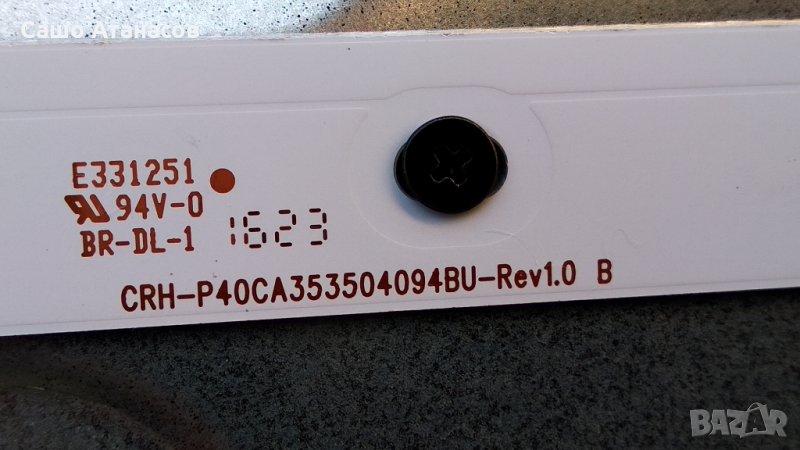 Сашо Атанасов
E331251
94V-0
BR-DL-1 1623
CRH-P40CA353504094BU-Rev1.0 B
BAZAR